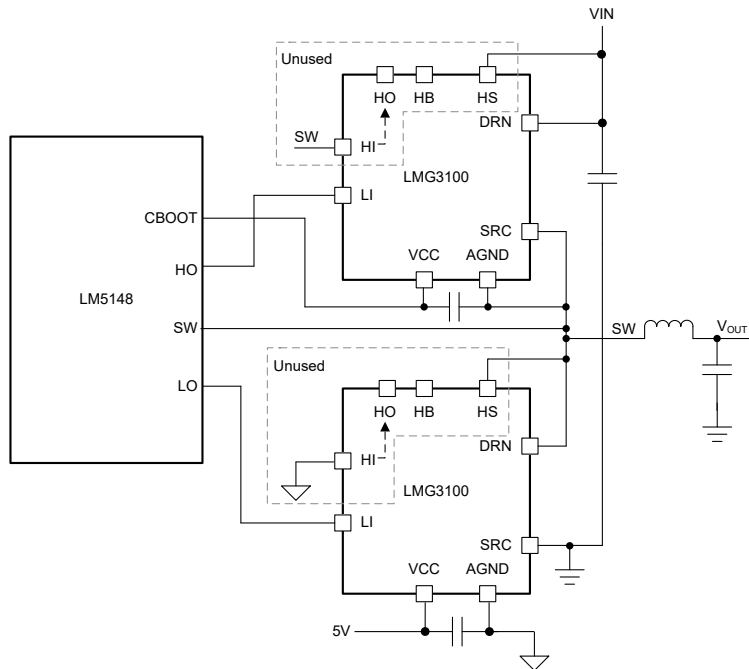 VIN
Unused
HO
HB
HS
SW
HI
DRN
LMG3100
LI
SRC
VCC
AGND
CBOOT
HO
LM5148
SW
LO
SW
VOUT
Unused
HO
HB
HS
DRN
HI
LMG3100
LI
SRC
VCC
AGND
5V